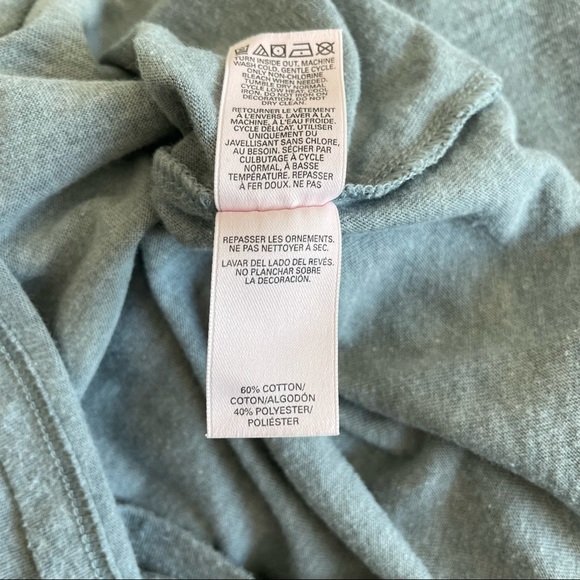 TURN INSIDE OUT. MACHINE
WASH COLD. GENTLE CYCLE.
ONLY NON-CHLORINE
BLEACH WHEN NEEDED.
TUMBLE DRY NORMAL
CYCLE LOW HEAT. COOL
IRON. DO NOT IRON ON
DECORATION. DO NOT
DRY CLEAN.
RETOURNER LE VÊTEMENT
À L'ENVERS. LAVER À LA
MACHINE, À L'EAU FROIDE.
CYCLE DÉLICAT. UTILISER
UNIQUEMENT DU
JAVELLISANT SANS CHLORE,
AU BESOIN. SÉCHER PAR
CULBUTAGE À CYCLE
NORMAL, À BASSE
TEMPÉRATURE. REPASSER
À FER DOUX. NE PAS
REPASSER LES ORNEMENTS.
NE PAS NETTOYER À SEC.
LAVAR DEL LADO DEL REVÉS.
NO PLANCHAR SOBRE
LA DECORACIÓN.
60% COTTON/
COTON/ALGODÓN
40% POLYESTER/
POLIÉSTER